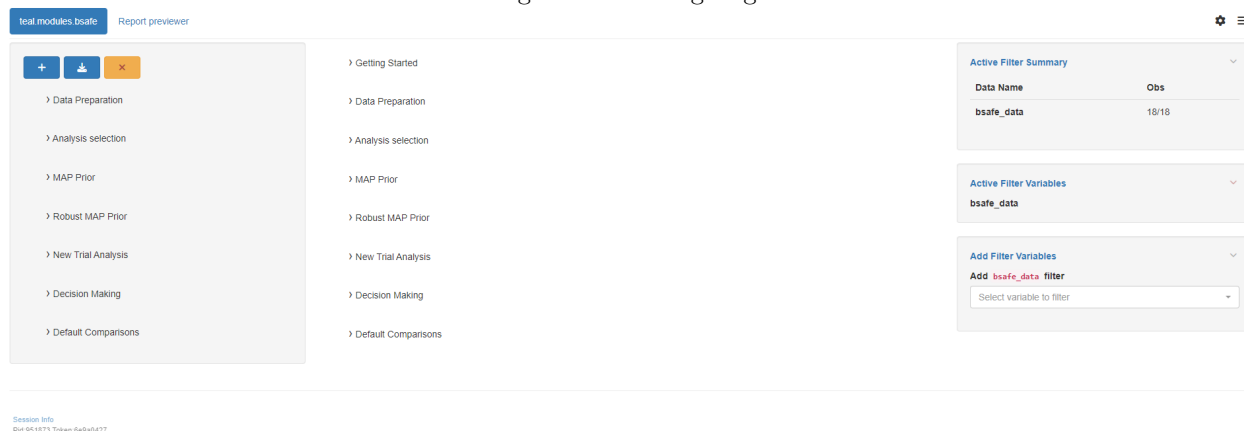 teal.modules.bsafe Report previewer
Data Preparation
Analysis selection
MAP Prior
Robust MAP Prior
New Trial Analysis
Decision Making
Default Comparisons
Getting Started
Data Preparation
Analysis selection
MAP Prior
Robust MAP Prior
New Trial Analysis
Decision Making
Default Comparisons
Active Filter Summary
Data Name Obs
bsafe_data 18/18
Active Filter Variables
bsafe_data
Add Filter Variables
Add bsafe_data filter
Select variable to filter
Session Info